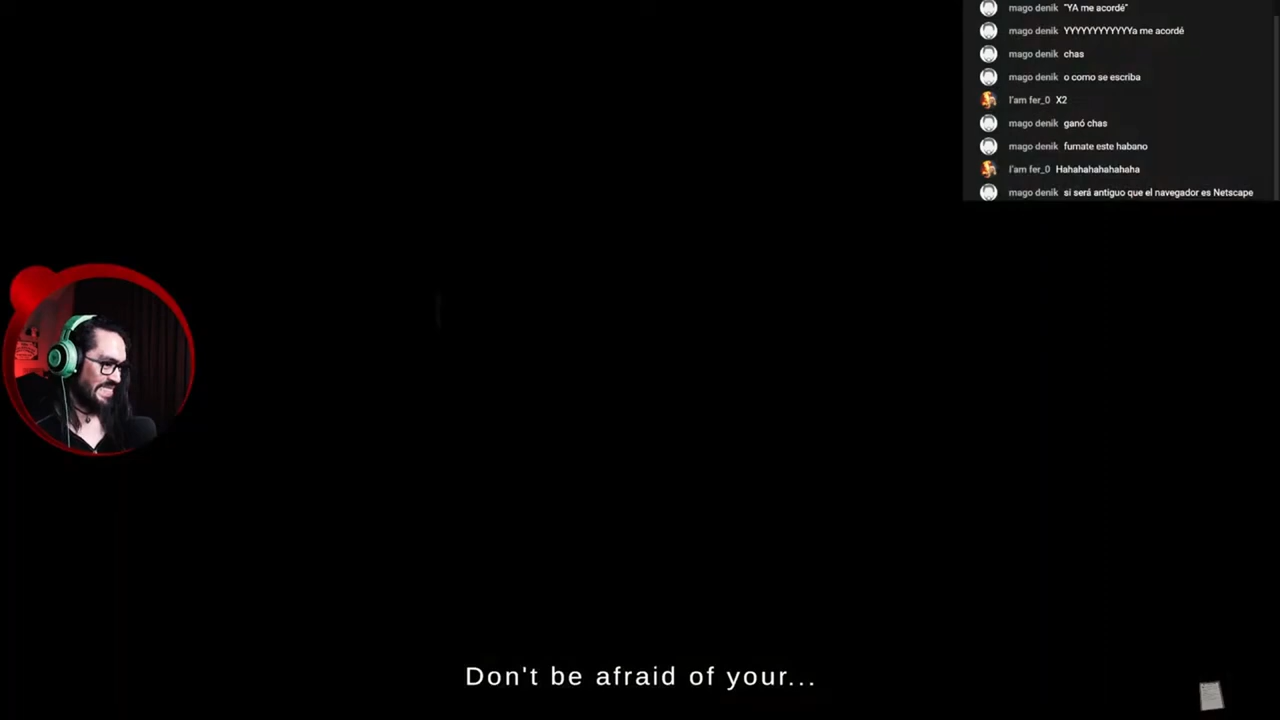 mago denik "YA me acordé"
mago denik YYYYYYYYYYYYa me acordé
mago denik chas
mago denik o como se escriba
I'am fer_0 X2
mago denik ganó chas
mago denik fumate este habano
I'am fer_0 Hahahahahahaha
mago denik si será antiguo que el navegador es Netscape
Don't be afraid of your...